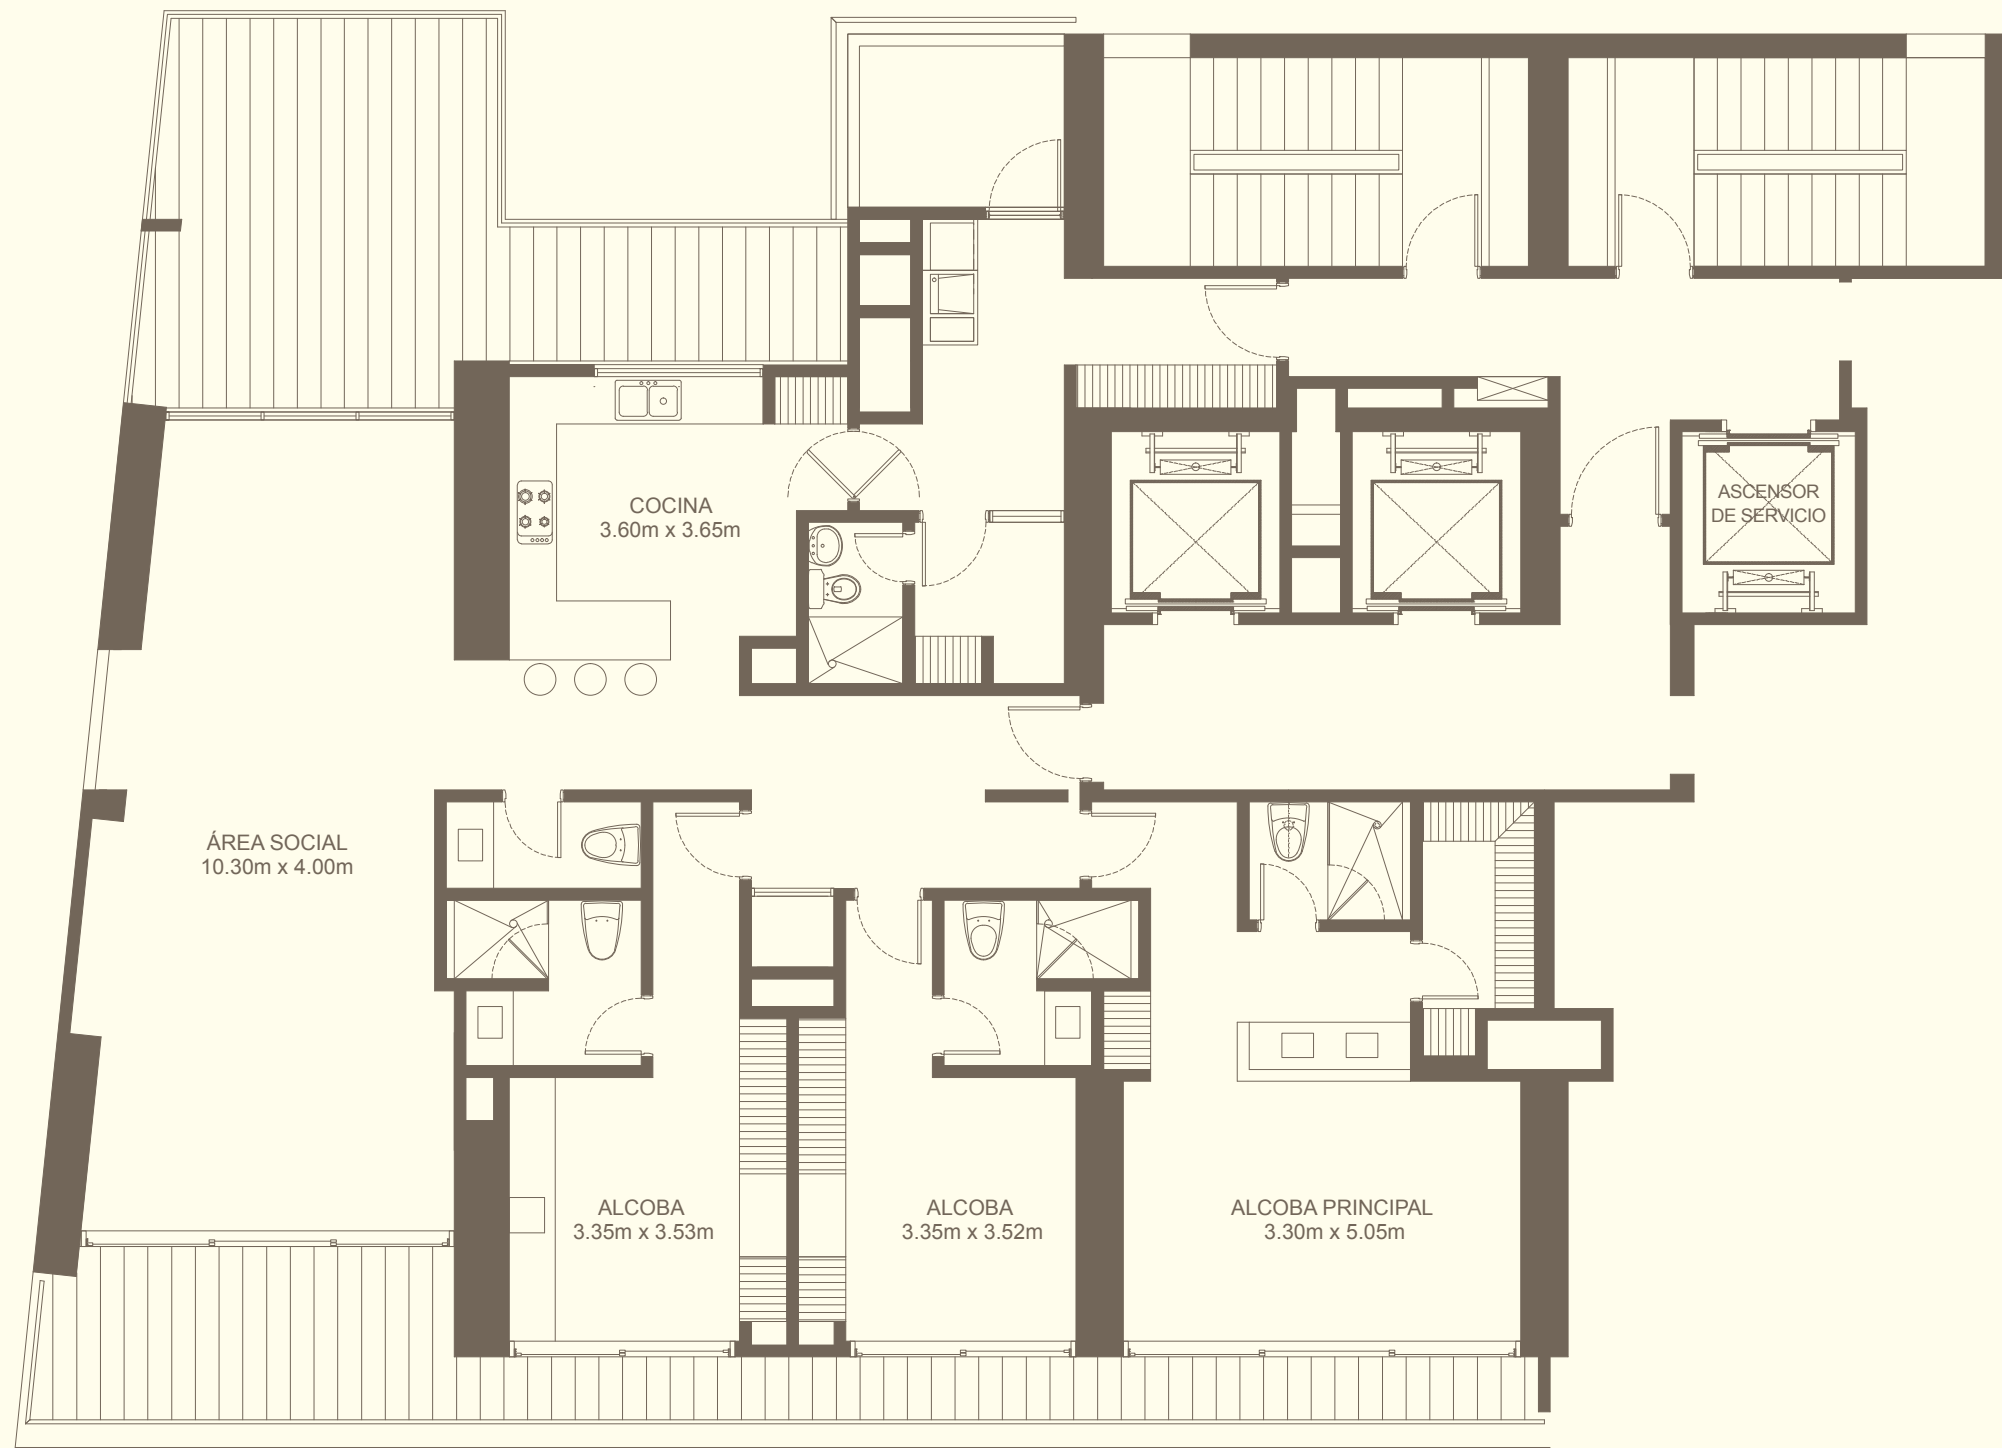 COCINA
3.60m x 3.65m
ASCENSOR
DE SERVICIO
ÁREA SOCIAL
10.30m x 4.00m
ALCOBA
3.35m x 3.53m
ALCOBA
3.35m x 3.52m
ALCOBA PRINCIPAL
3.30m x 5.05m